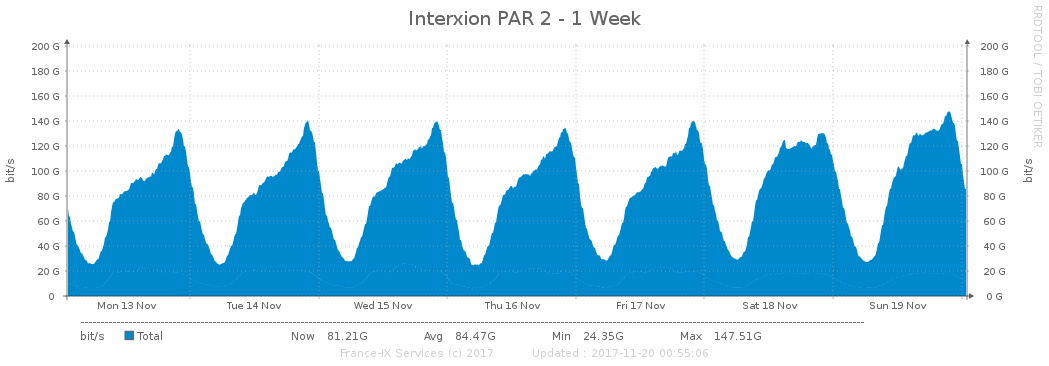 Interxion PAR 2 - 1 Week
RRDTOOL / TOBI OETIKER
bit/s
200 G
180 G
160 G
140 G
120 G
100 G
80 G
60 G
40 G
20 G
0
200 G
180 G
160 G
140 G
120 G
100 G
80 G
60 G
40 G
20 G
0 G
bit/s
Mon 13 Nov Tue 14 Nov Wed 15 Nov Thu 16 Nov Fri 17 Nov Sat 18 Nov Sun 19 Nov
bit/s Total Now 81.21G Avg 84.47G Min 24.35G Max 147.51G
France-IX Services (c) 2017 Updated : 2017-11-20 00:55:06